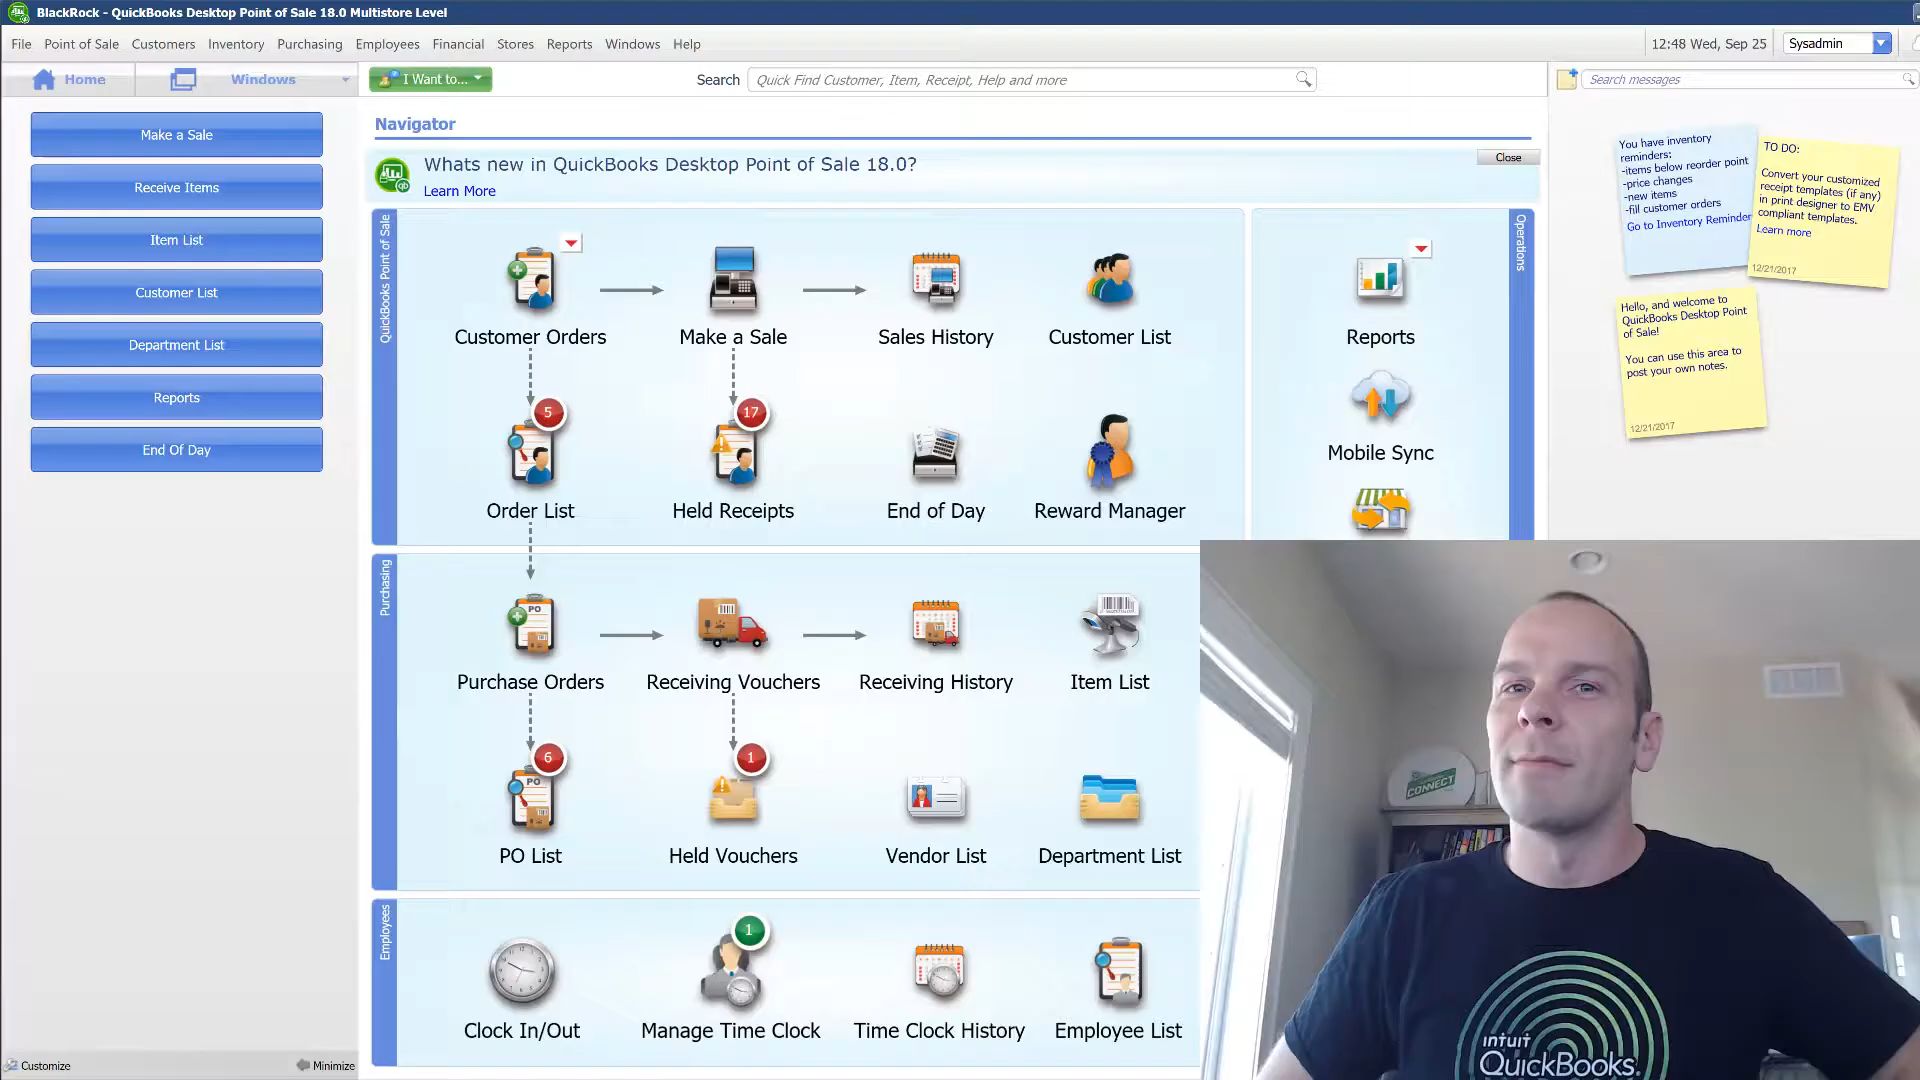 BlackRock - QuickBooks Desktop Point of Sale 18.0 Multistore Level
File Point of Sale Customers Inventory Purchasing Employees Financial Stores Reports Windows Help
12:48 Wed, Sep 25
Sysadmin
Home
Windows
I Want to...
Search
Quick Find Customer, Item, Receipt, Help and more
Search messages
Make a Sale
Receive Items
Item List
Customer List
Department List
Reports
End Of Day
Customize
Minimize
Navigator
Whats new in QuickBooks Desktop Point of Sale 18.0?
Learn More
Close
QuickBooks Point of Sale
Customer Orders
Make a Sale
Sales History
Customer List
5
17
Order List
Held Receipts
End of Day
Reward Manager
Operations
Reports
Mobile Sync
Purchasing
PO
Purchase Orders
Receiving Vouchers
Receiving History
Item List
6
1
PO
PO List
Held Vouchers
Vendor List
Department List
Employees
1
Clock In/Out
Manage Time Clock
Time Clock History
Employee List
You have inventory
reminders:
-items below reorder point
-price changes
-new items
-fill customer orders
Go to Inventory Reminder
TO DO:
Convert your customized
receipt templates (if any)
in print designer to EMV
compliant templates.
Learn more
12/21/2017
Hello, and welcome to
QuickBooks Desktop Point
of Sale!
You can use this area to
post your own notes.
12/21/2017
CONNECT
intuit
QuickBooks.